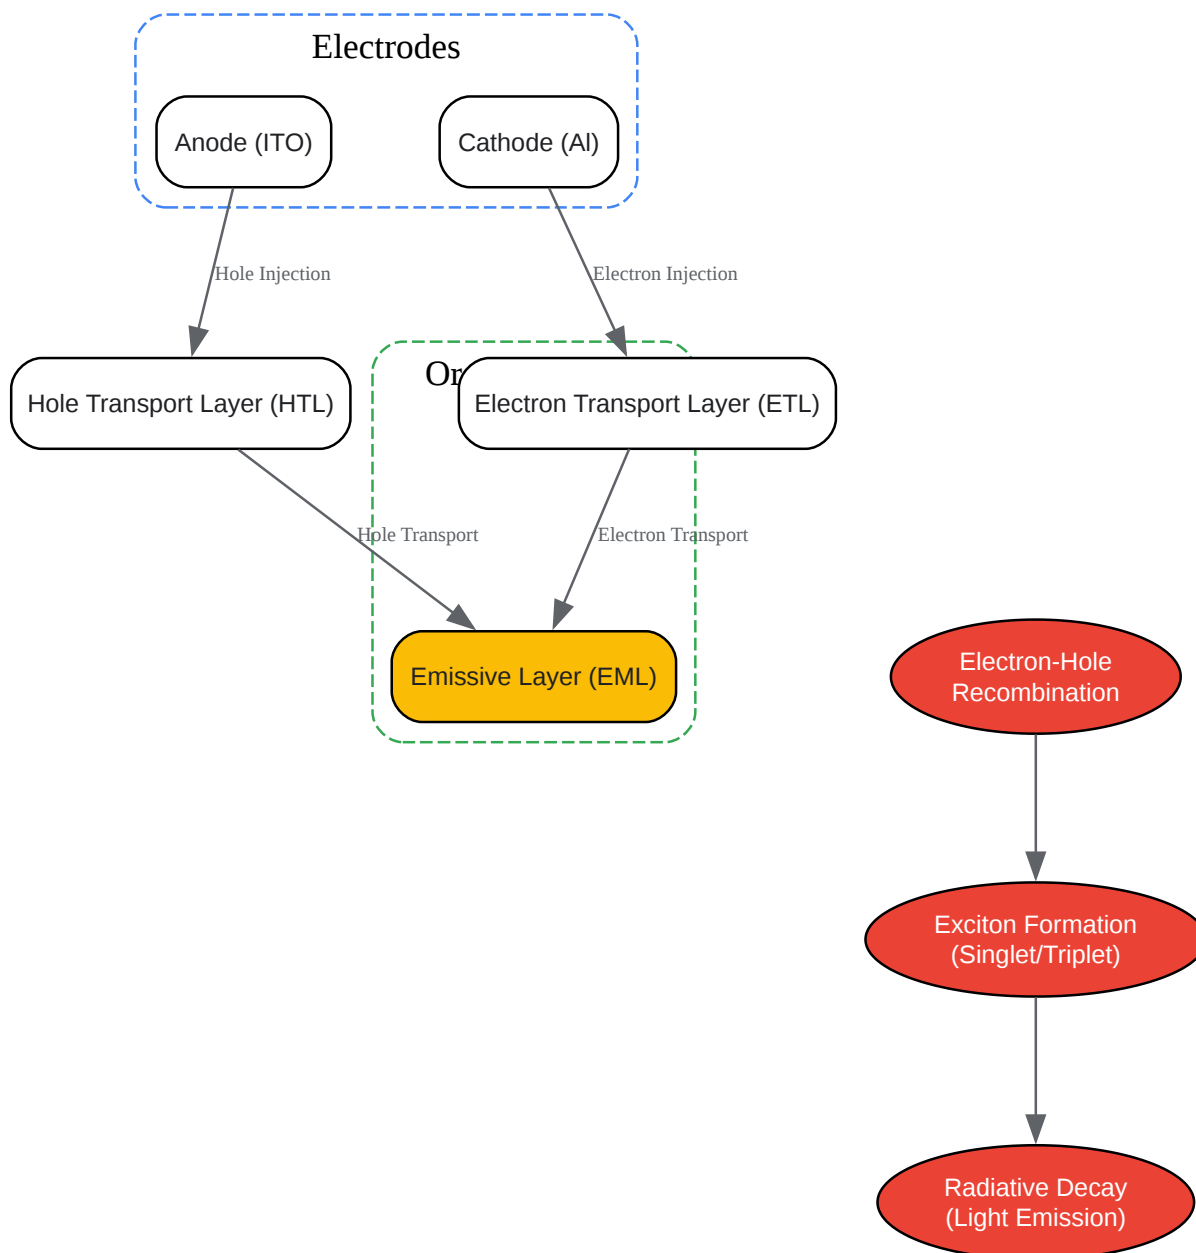 Electrodes
Anode (ITO)
Cathode (Al)
Hole Injection
Electron Injection
Hole Transport Layer (HTL)
Electron Transport Layer (ETL)
Hole Transport
Electron Transport
Emissive Layer (EML)
Electron-Hole
Recombination
Exciton Formation
(Singlet/Triplet)
Radiative Decay
(Light Emission)